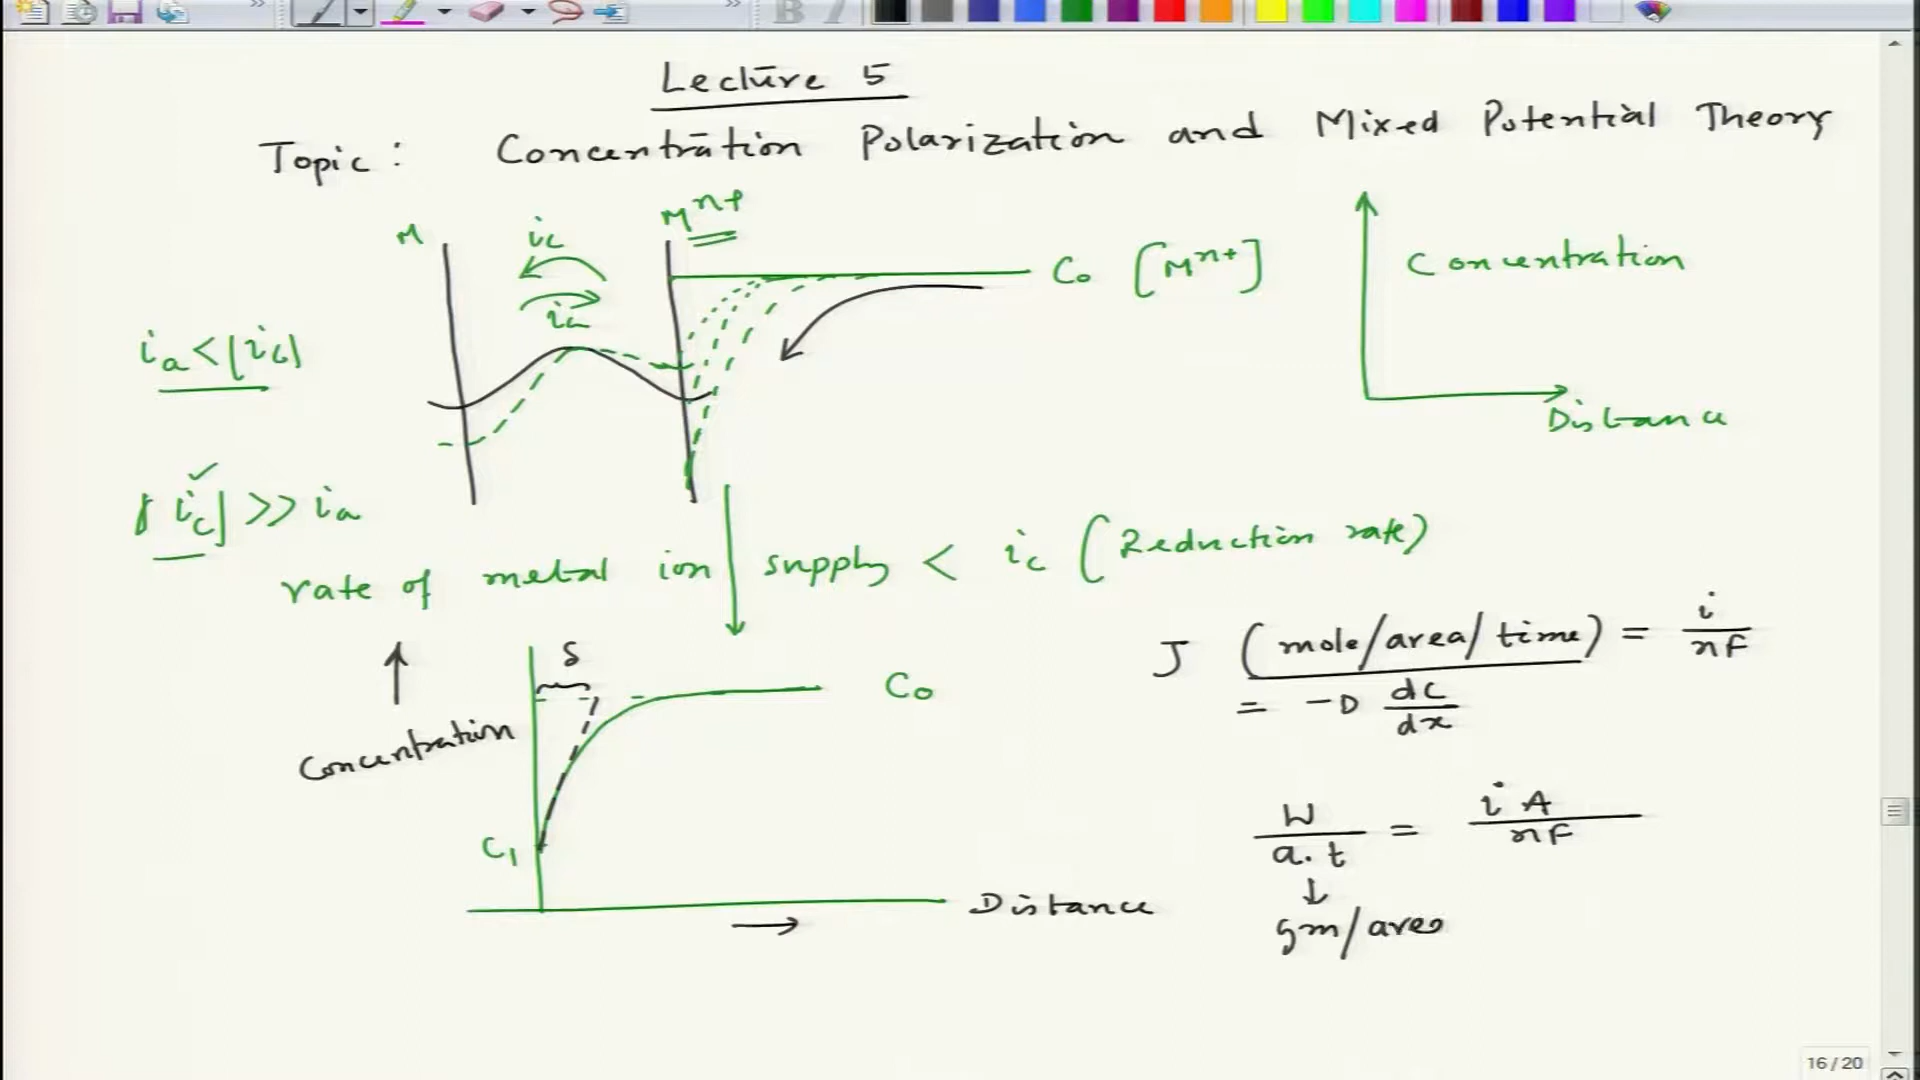 Lecture 5
Topic: Concentration Polarization and Mixed Potential Theory
M
ic
ia
M^n+
Co [M^n+]
Concentration
Distance
ia < |ic|
|ic| >> ia
rate of metal ion supply < ic (Reduction rate)
δ
Co
Concentration
C1
Distance
J (mole/area/time) = i/nF
= -D dc/dx
W/a.t = iA/nF
gm/area
16/20
B I